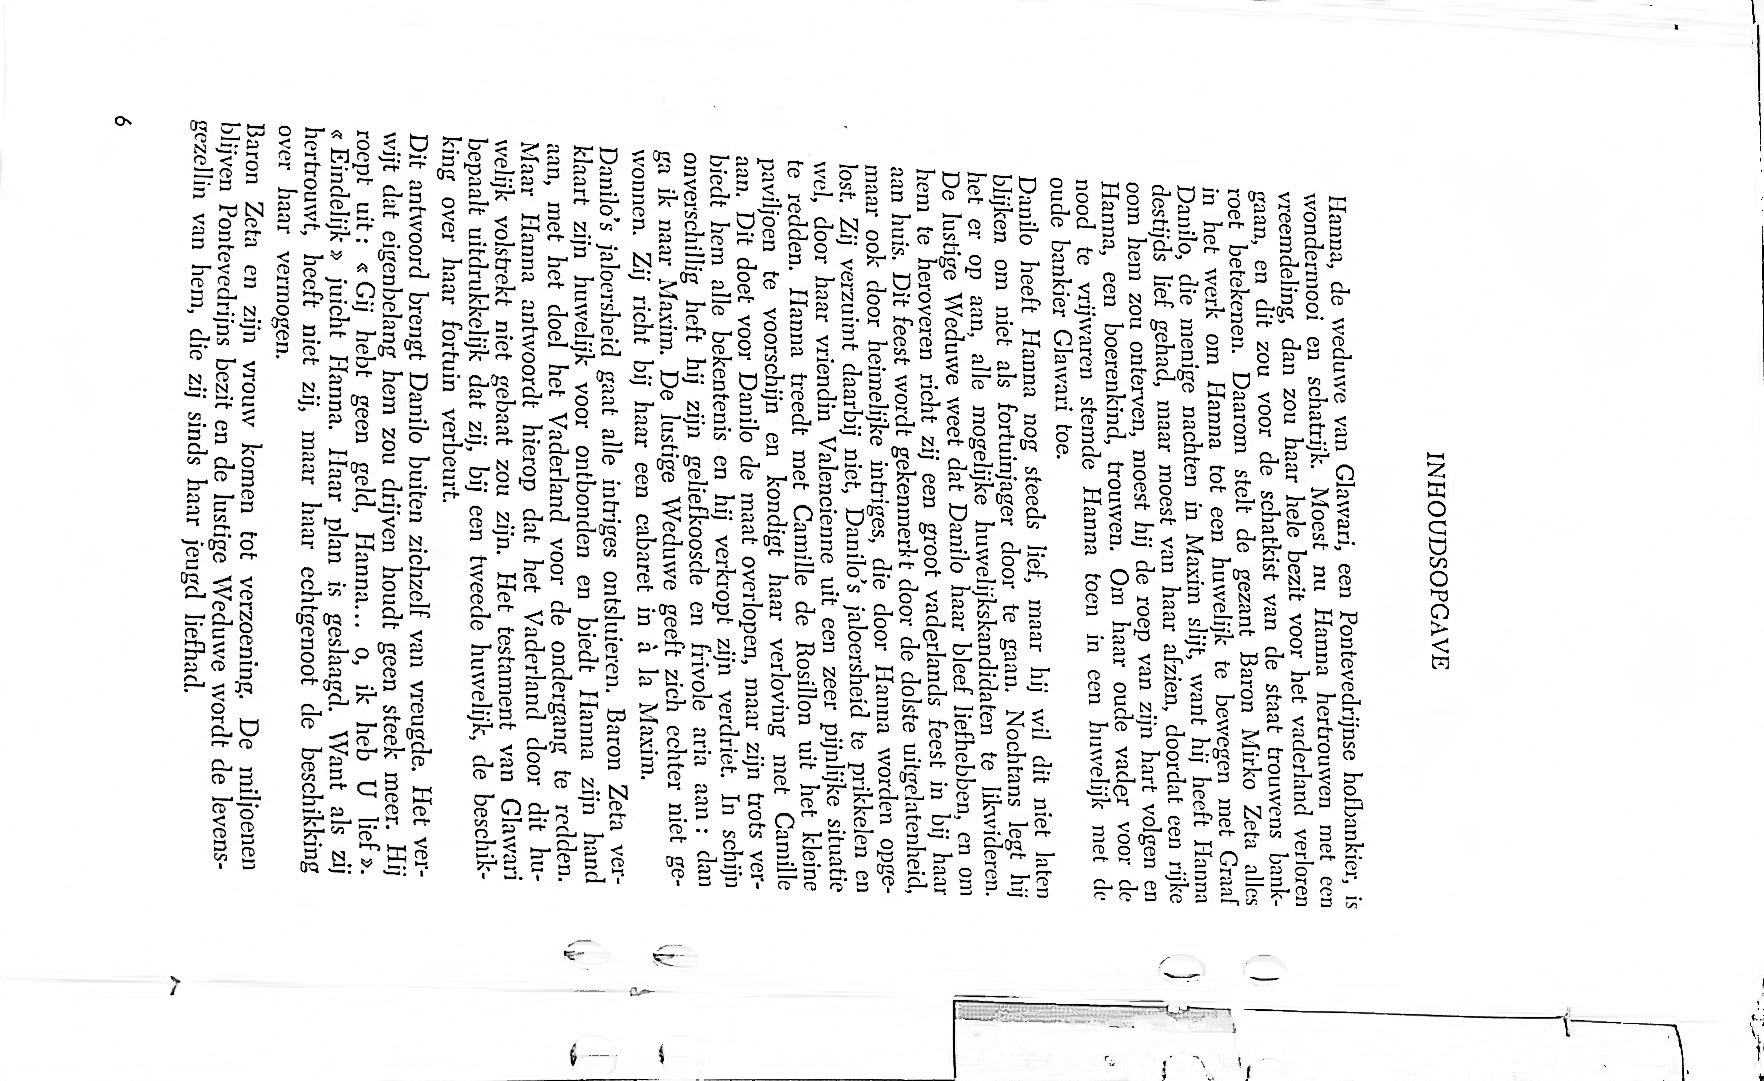 INHOUDSOPGAVE
Hanna, de weduwe van Glawari, een Pontevedrijnse hofbankier, is
wondermooi en schatrijk. Moest nu Hanna hertrouwen met een
vreemdeling, dan zou haar hele bezit voor het vaderland verloren
gaan, en dit zou voor de schatkist van de staat trouwens bank-
roet betekenen. Daarom stelt de gezant Baron Mirko Zeta alles
in het werk om Hanna tot een huwelijk te bewegen met Graaf
Danilo, die menige nachten in Maxim slijt, want hij heeft Hanna
destijds lief gehad, maar moest van haar afzien, doordat een rijke
oom hem zou onterven, moest hij de roep van zijn hart volgen en
Hanna, een boerenkind, trouwen. Om haar oude vader voor de
nood te vrijwaren stemde Hanna toen in een huwelijk met de
oude bankier Glawari toe.
Danilo heeft Hanna nog steeds lief, maar hij wil dit niet laten
blijken om niet als fortuinjager door te gaan. Nochtans legt hij
het er op aan, alle mogelijke huwelijkskandidaten te likwideren.
De lustige Weduwe weet dat Danilo haar bleef liefhebben, en om
hem te heroveren richt zij een groot vaderlands feest in bij haar
aan huis. Dit feest wordt gekenmerkt door de dolste uitgelatenheid,
maar ook door heimelijke intriges, die door Hanna worden opge-
lost. Zij verzuimt daarbij niet, Danilo's jaloersheid te prikkelen en
wel, door haar vriendin Valencienne uit een zeer pijnlijke situatie
te redden. Hanna treedt met Camille de Rosillon uit het kleine
paviljoen te voorschijn en kondigt haar verloving met Camille
aan. Dit doet voor Danilo de maat overlopen, maar zijn trots ver-
biedt hem alle bekentenis en hij verkropt zijn verdriet. In schijn
onverschillig heft hij zijn geliefkoosde en frivole aria aan : dan
ga ik naar Maxim. De lustige Weduwe geeft zich echter niet ge-
wonnen. Zij richt bij haar een cabaret in à la Maxim.
Danilo's jaloersheid gaat alle intriges ontsluieren. Baron Zeta ver-
klaart zijn huwelijk voor ontbonden en biedt Hanna zijn hand
aan, met het doel het Vaderland voor de ondergang te redden.
Maar Hanna antwoordt hierop dat het Vaderland door dit hu-
welijk volstrekt niet gebaat zou zijn. Het testament van Glawari
bepaalt uitdrukkelijk dat zij, bij een tweede huwelijk, de beschik-
king over haar fortuin verbeurt.
Dit antwoord brengt Danilo buiten zichzelf van vreugde. Het ver-
wijt dat eigenbelang hem zou drijven houdt geen steek meer. Hij
roept uit : « Gij hebt geen geld, Hanna... o, ik heb U lief ».
« Eindelijk » juicht Hanna. Haar plan is geslaagd. Want als zij
hertrouwt, heeft niet zij, maar haar echtgenoot de beschikking
over haar vermogen.
Baron Zeta en zijn vrouw komen tot verzoening. De miljoenen
blijven Pontevedrijns bezit en de lustige Weduwe wordt de levens-
gezellin van hem, die zij sinds haar jeugd liefhad.
6